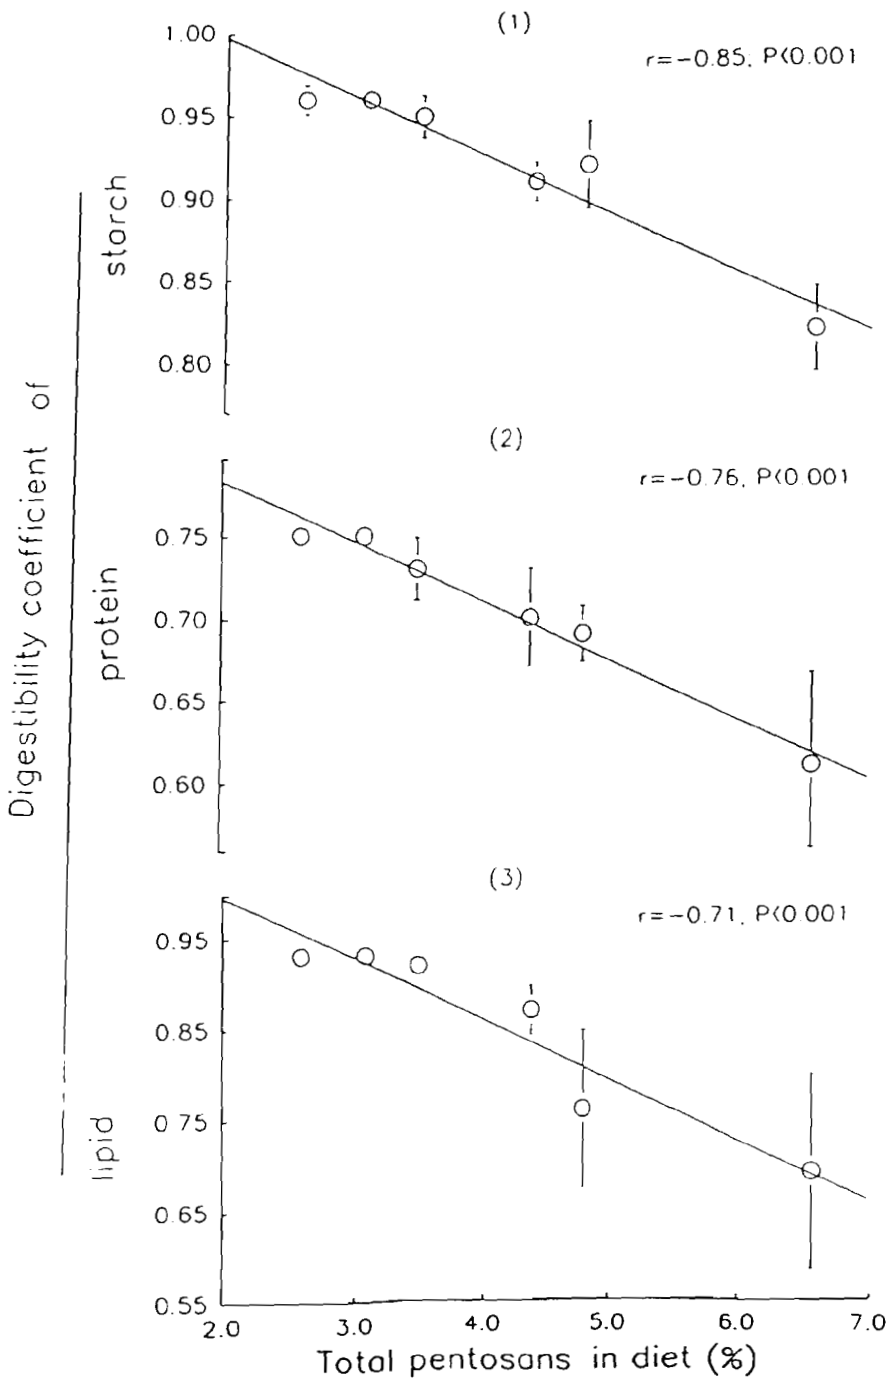 (1)
r=-0.85; P<0.001
1.00
0.95
0.90
0.85
0.80
starch
(2)
r=-0.76, P<0.001
0.75
0.70
0.65
0.60
protein
Digestibility coefficient of
(3)
r=-0.71, P<0.001
0.95
0.85
0.75
0.65
0.55
lipid
2.0 3.0 4.0 5.0 6.0 7.0
Total pentosans in diet (%)